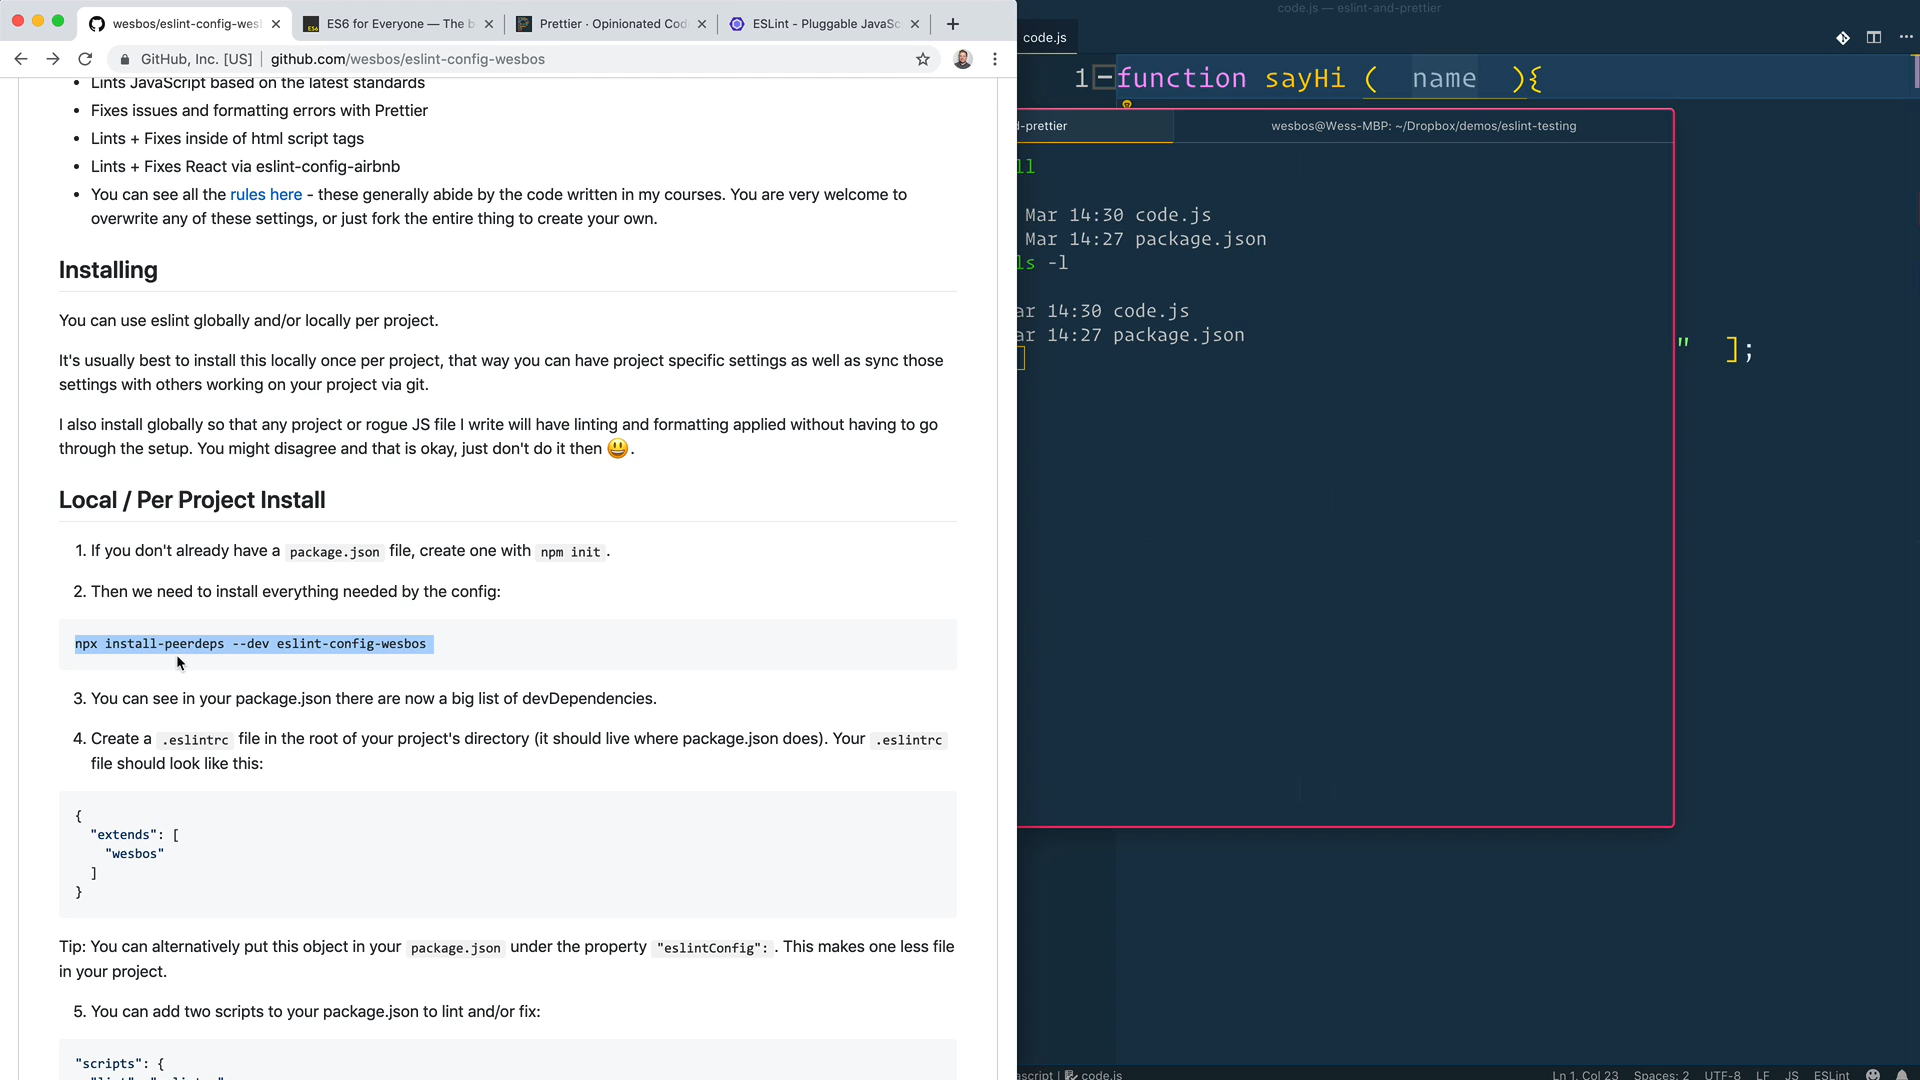 wesbos/eslint-config-wesl
ES6 for Everyone — The b
Prettier · Opinionated Cod
ESLint - Pluggable JavaSc
GitHub, Inc. [US]
github.com/wesbos/eslint-config-wesbos
Lints JavaScript based on the latest standards
Fixes issues and formatting errors with Prettier
Lints + Fixes inside of html script tags
Lints + Fixes React via eslint-config-airbnb
You can see all the rules here - these generally abide by the code written in my courses. You are very welcome to
overwrite any of these settings, or just fork the entire thing to create your own.
Installing
You can use eslint globally and/or locally per project.
It's usually best to install this locally once per project, that way you can have project specific settings as well as sync those
settings with others working on your project via git.
I also install globally so that any project or rogue JS file I write will have linting and formatting applied without having to go
through the setup. You might disagree and that is okay, just don't do it then 😃.
Local / Per Project Install
1. If you don't already have a package.json file, create one with npm init .
2. Then we need to install everything needed by the config:
npx install-peerdeps --dev eslint-config-wesbos
3. You can see in your package.json there are now a big list of devDependencies.
4. Create a .eslintrc file in the root of your project's directory (it should live where package.json does). Your .eslintrc
file should look like this:
{
"extends": [
"wesbos"
]
}
Tip: You can alternatively put this object in your package.json under the property "eslintConfig": . This makes one less file
in your project.
5. You can add two scripts to your package.json to lint and/or fix:
"scripts": {
code.js — eslint-and-prettier
code.js
1 function sayHi ( name ){
d-prettier
wesbos@Wess-MBP: ~/Dropbox/demos/eslint-testing
ll
Mar 14:30 code.js
Mar 14:27 package.json
ls -l
ar 14:30 code.js
ar 14:27 package.json
" ];
ascript | code.js
Ln 1, Col 23
Spaces: 2
UTF-8
LF
JS
ESLint